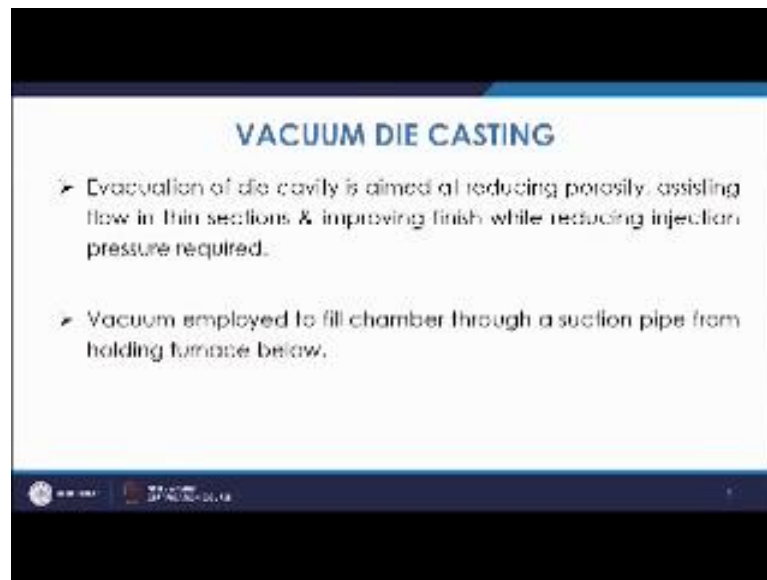 VACUUM DIE CASTING
➢ Evacuation of die cavity is aimed at reducing porosity, assisting
flow in thin sections & improving finish while reducing injection
pressure required.
➢ Vacuum employed to fill chamber through a suction pipe from
holding furnace below.